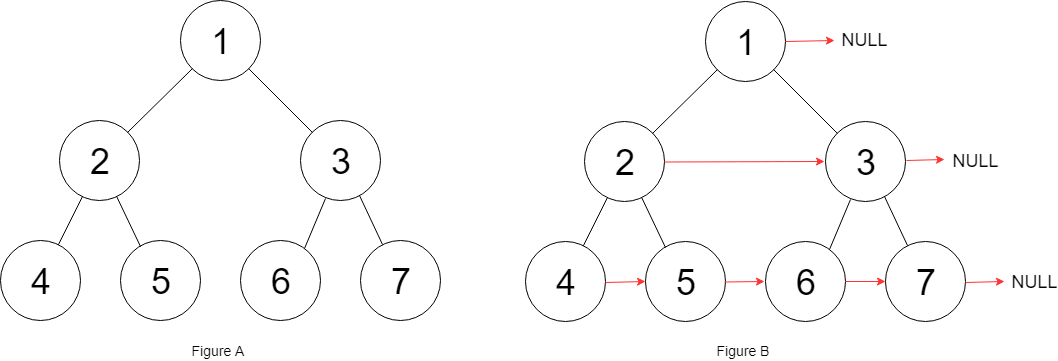 1
2 3
4 5 6 7
Figure A
1 NULL
2 3 NULL
4 5 6 7 NULL
Figure B